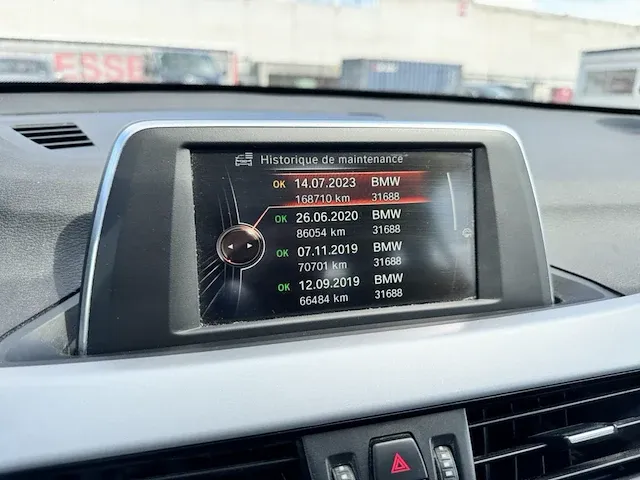 ESSE
Historique de maintenance
OK 14.07.2023 BMW
168710 km 31688
OK 26.06.2020 BMW
86054 km 31688
OK 07.11.2019 BMW
70701 km 31688
OK 12.09.2019 BMW
66484 km 31688